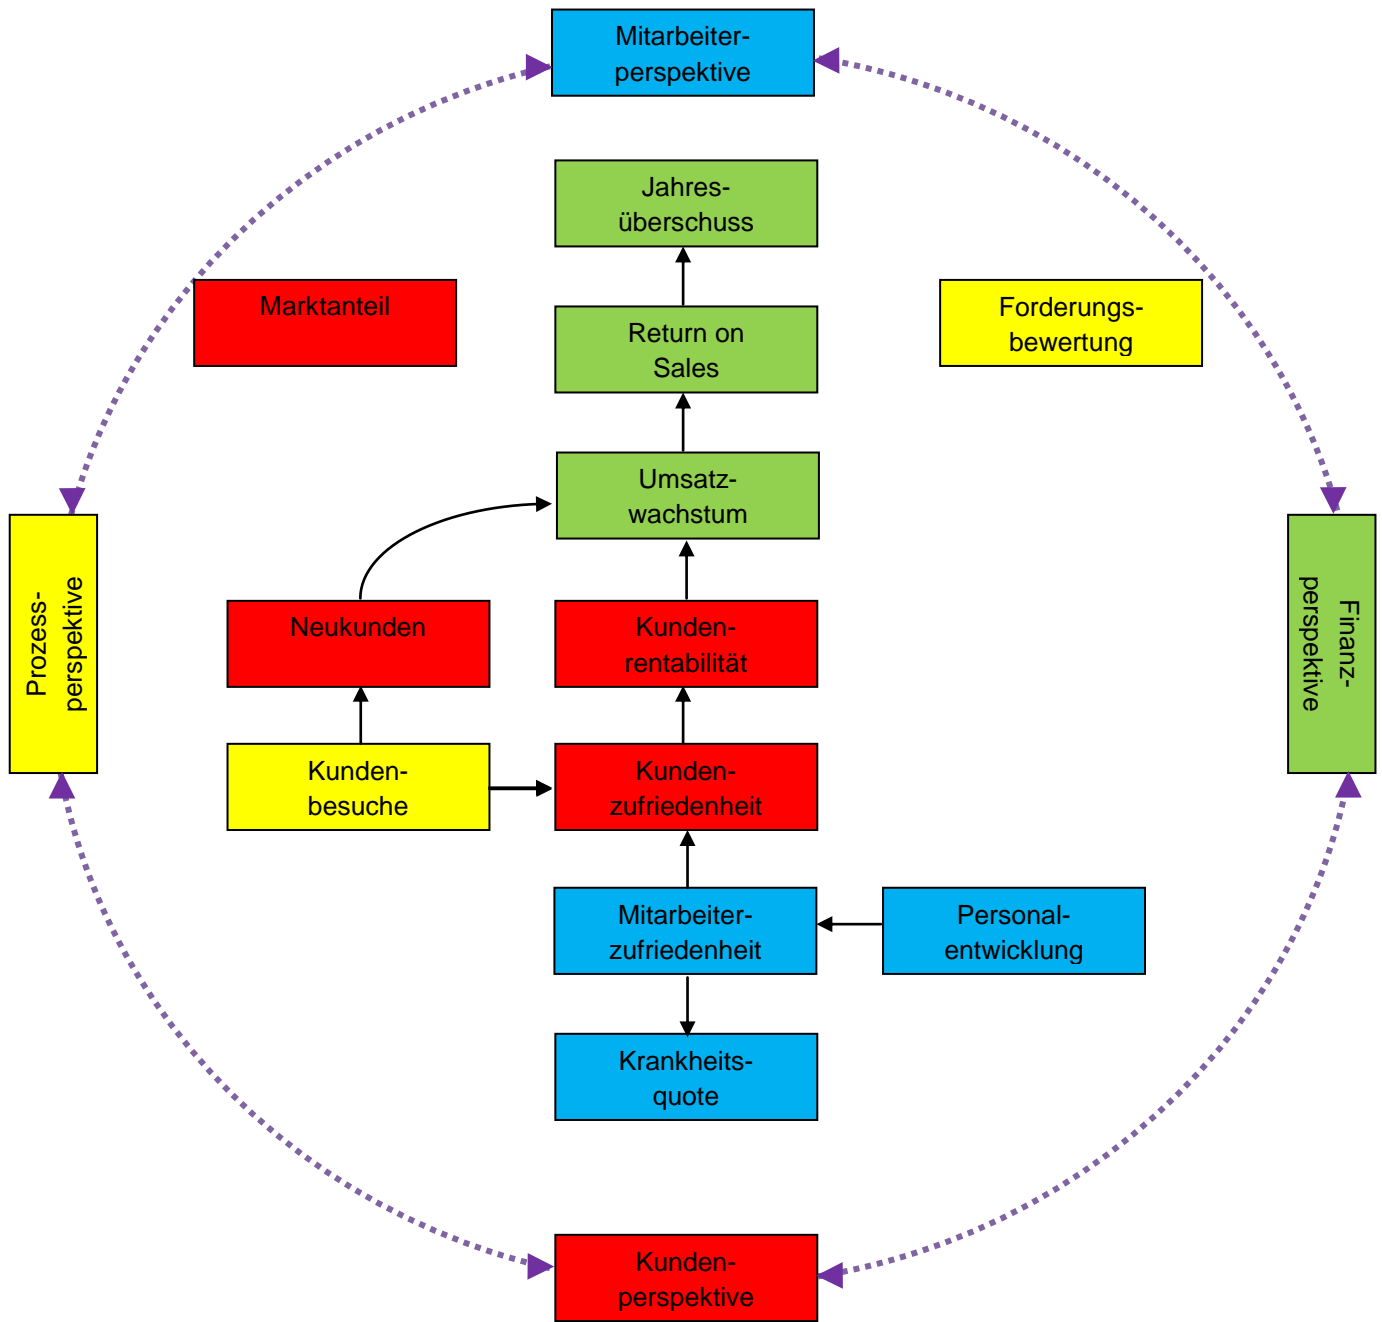 Mitarbeiter-
perspektive
Jahres-
überschuss
Marktanteil
Return on
Sales
Forderungs-
bewertung
Umsatz-
wachstum
Prozess-
perspektive
Finanz-
perspektive
Neukunden
Kunden-
rentabilität
Kunden-
besuche
Kunden-
zufriedenheit
Mitarbeiter-
zufriedenheit
Personal-
entwicklung
Krankheits-
quote
Kunden-
perspektive